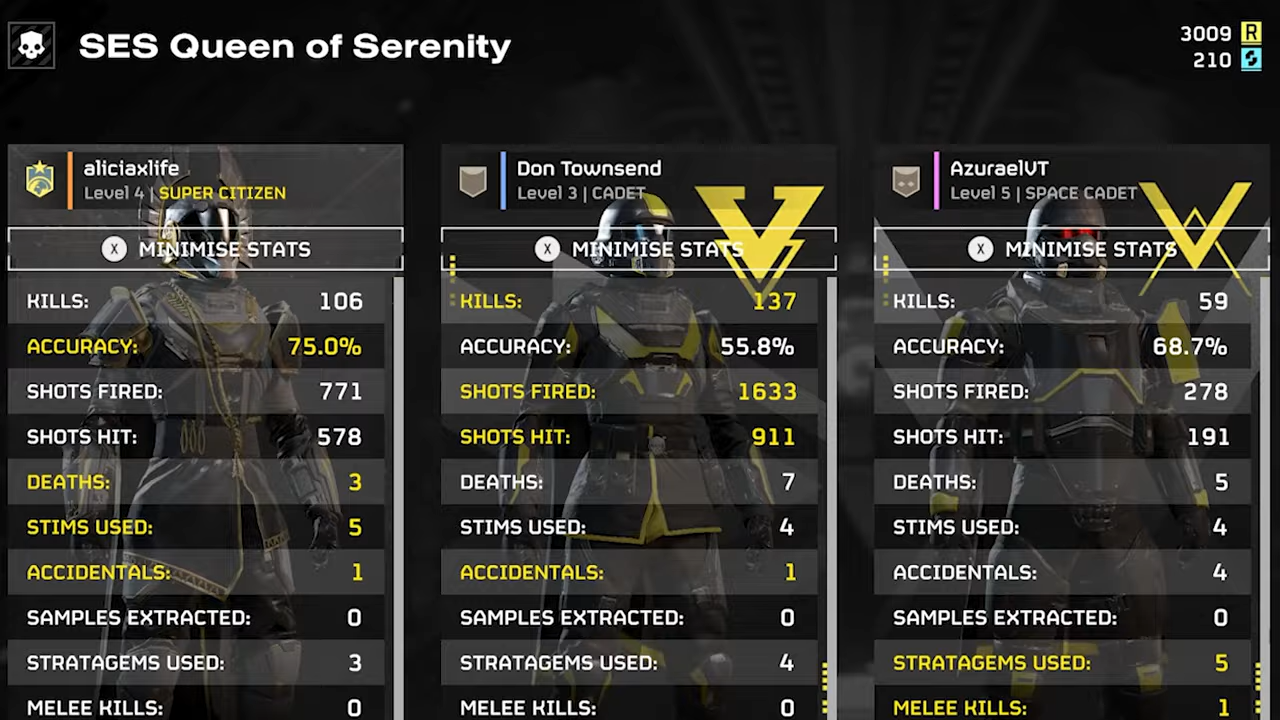 SES Queen of Serenity
3009 R
210 S
aliciaxlife
Level 4 | SUPER CITIZEN
X MINIMISE STATS
KILLS: 106
ACCURACY: 75.0%
SHOTS FIRED: 771
SHOTS HIT: 578
DEATHS: 3
STIMS USED: 5
ACCIDENTALS: 1
SAMPLES EXTRACTED: 0
STRATAGEMS USED: 3
MELEE KILLS: 0
Don Townsend
Level 3 | CADET
X MINIMISE STATS
KILLS: 137
ACCURACY: 55.8%
SHOTS FIRED: 1633
SHOTS HIT: 911
DEATHS: 7
STIMS USED: 4
ACCIDENTALS: 1
SAMPLES EXTRACTED: 0
STRATAGEMS USED: 4
MELEE KILLS: 0
AzuraelVT
Level 5 | SPACE CADET
X MINIMISE STATS
KILLS: 59
ACCURACY: 68.7%
SHOTS FIRED: 278
SHOTS HIT: 191
DEATHS: 5
STIMS USED: 4
ACCIDENTALS: 4
SAMPLES EXTRACTED: 0
STRATAGEMS USED: 5
MELEE KILLS: 1